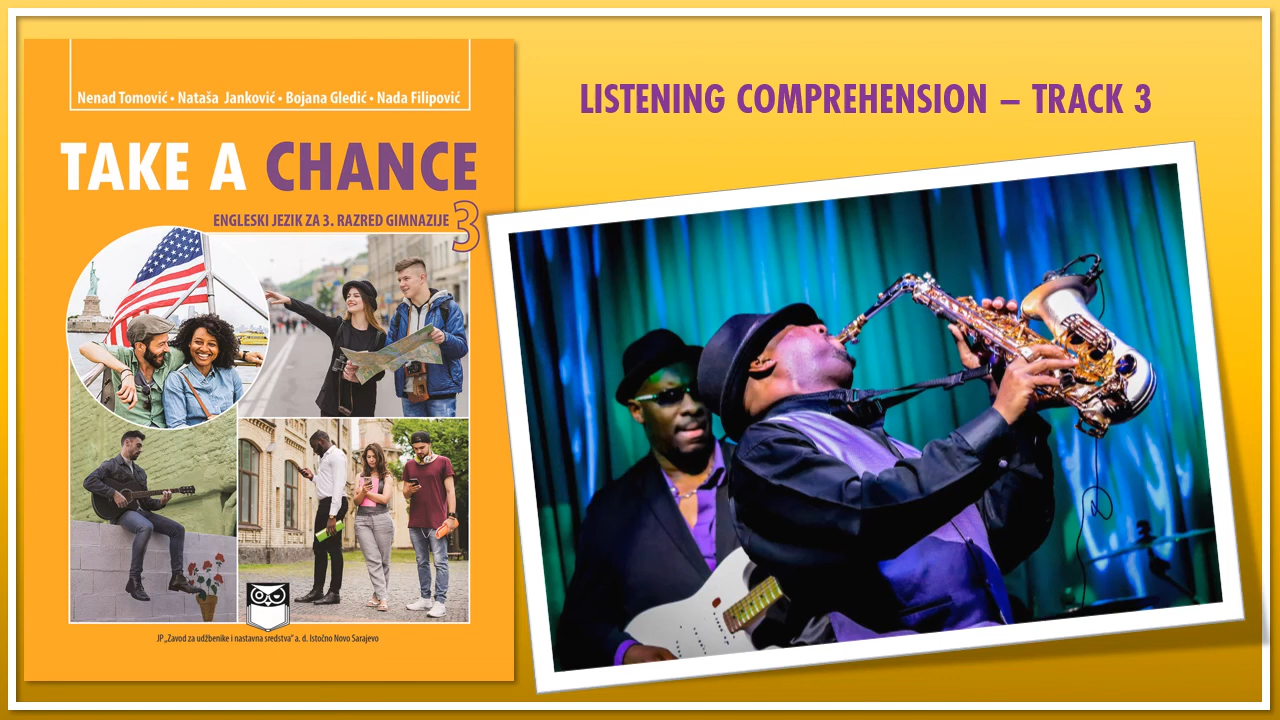 Nenad Tomović • Nataša Janković • Bojana Gledić • Nada Filipović
TAKE A CHANCE
ENGLESKI JEZIK ZA 3. RAZRED GIMNAZIJE 3
JP „Zavod za udžbenike i nastavna sredstva“ a. d. Istočno Novo Sarajevo
LISTENING COMPREHENSION – TRACK 3